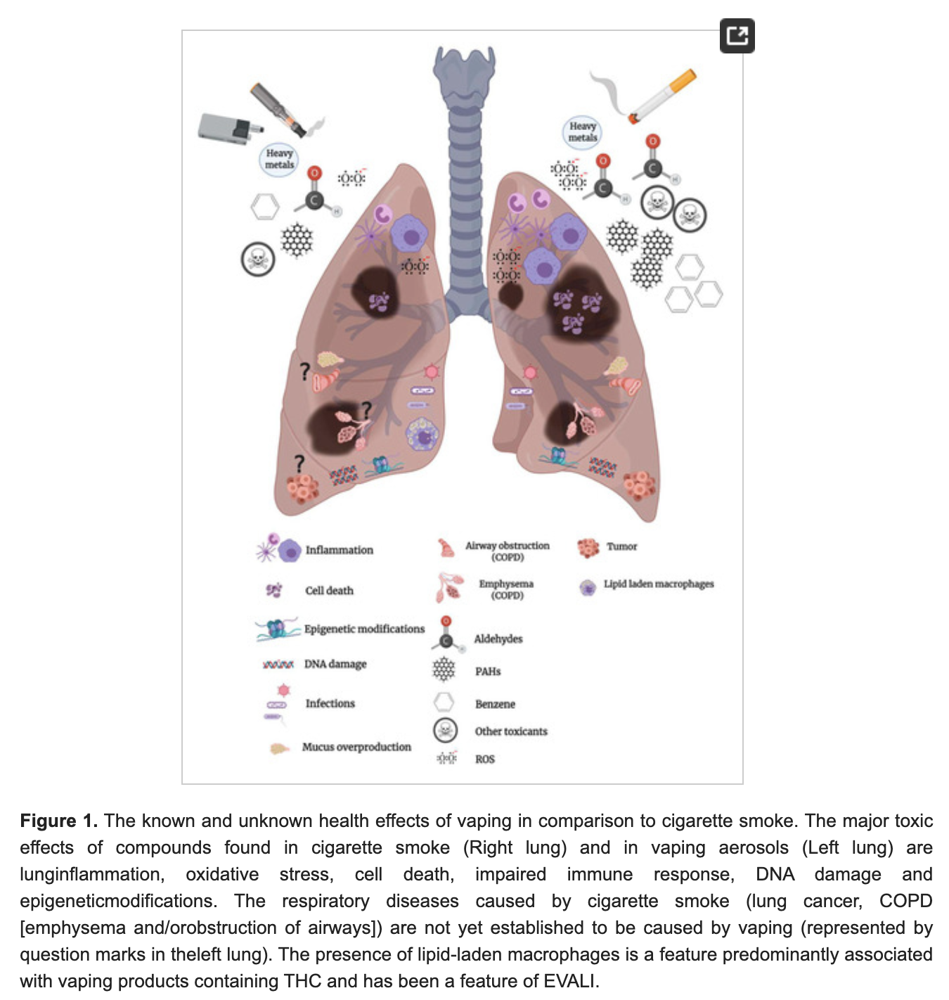 Heavy
metals
O
C
H
:Ö:Ö:-
?
?
?
Heavy
metals
:Ö:Ö:-
:Ö:Ö:-
O
C
H
O
C
H
:Ö:Ö:-
:Ö:Ö:-
:Ö:Ö:-
Inflammation
Cell death
Epigenetic modifications
DNA damage
Infections
Mucus overproduction
Airway obstruction
(COPD)
Emphysema
(COPD)
O
C
H
Aldehydes
PAHs
Benzene
Other toxicants
:Ö:Ö:-
ROS
Tumor
Lipid laden macrophages
Figure 1. The known and unknown health effects of vaping in comparison to cigarette smoke. The major toxic
effects of compounds found in cigarette smoke (Right lung) and in vaping aerosols (Left lung) are
lunginflammation, oxidative stress, cell death, impaired immune response, DNA damage and
epigeneticmodifications. The respiratory diseases caused by cigarette smoke (lung cancer, COPD
[emphysema and/orobstruction of airways]) are not yet established to be caused by vaping (represented by
question marks in theleft lung). The presence of lipid-laden macrophages is a feature predominantly associated
with vaping products containing THC and has been a feature of EVALI.